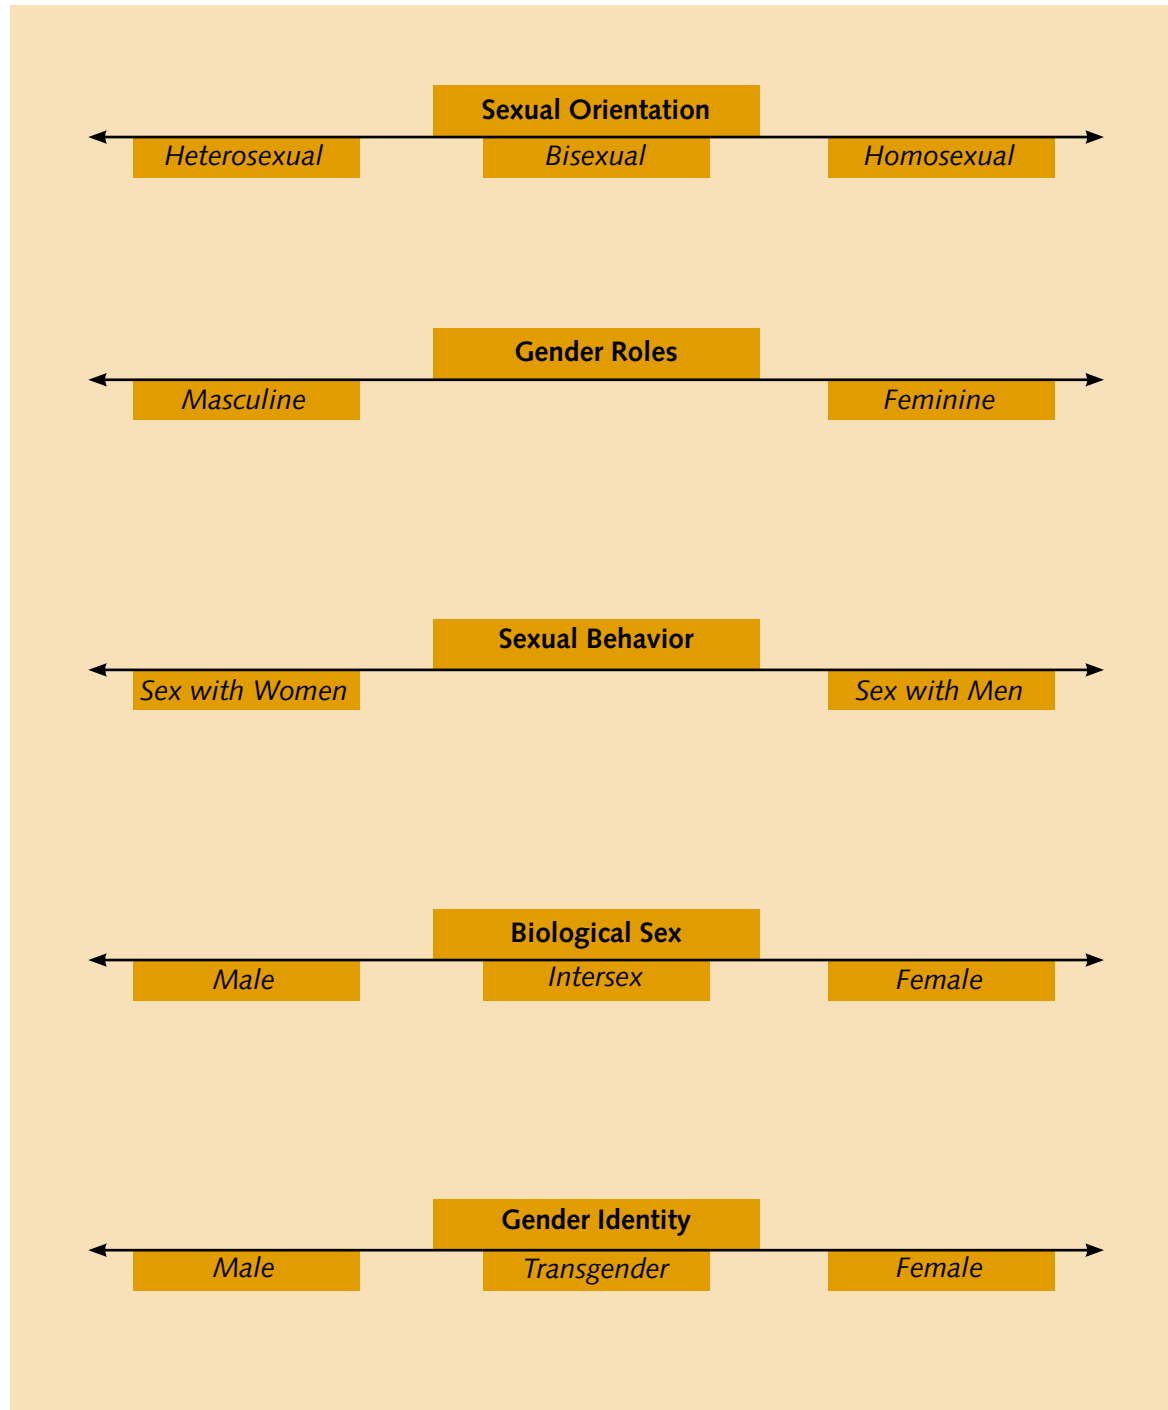 Sexual Orientation
Heterosexual Bisexual Homosexual
Gender Roles
Masculine Feminine
Sexual Behavior
Sex with Women Sex with Men
Biological Sex
Male Intersex Female
Gender Identity
Male Transgender Female